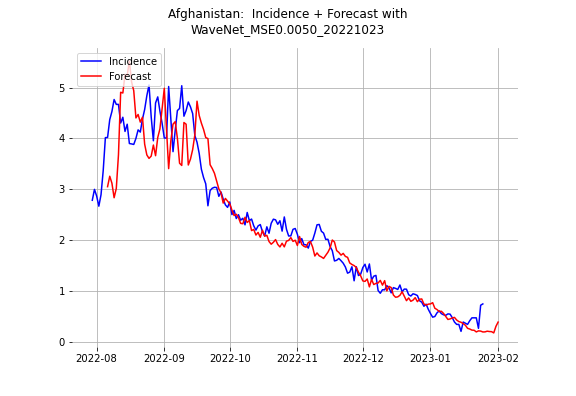 Afghanistan:  Incidence + Forecast with
WaveNet_MSE0.0050_20221023
Incidence
Forecast
5
4
3
2
1
0
2022-08 2022-09 2022-10 2022-11 2022-12 2023-01 2023-02